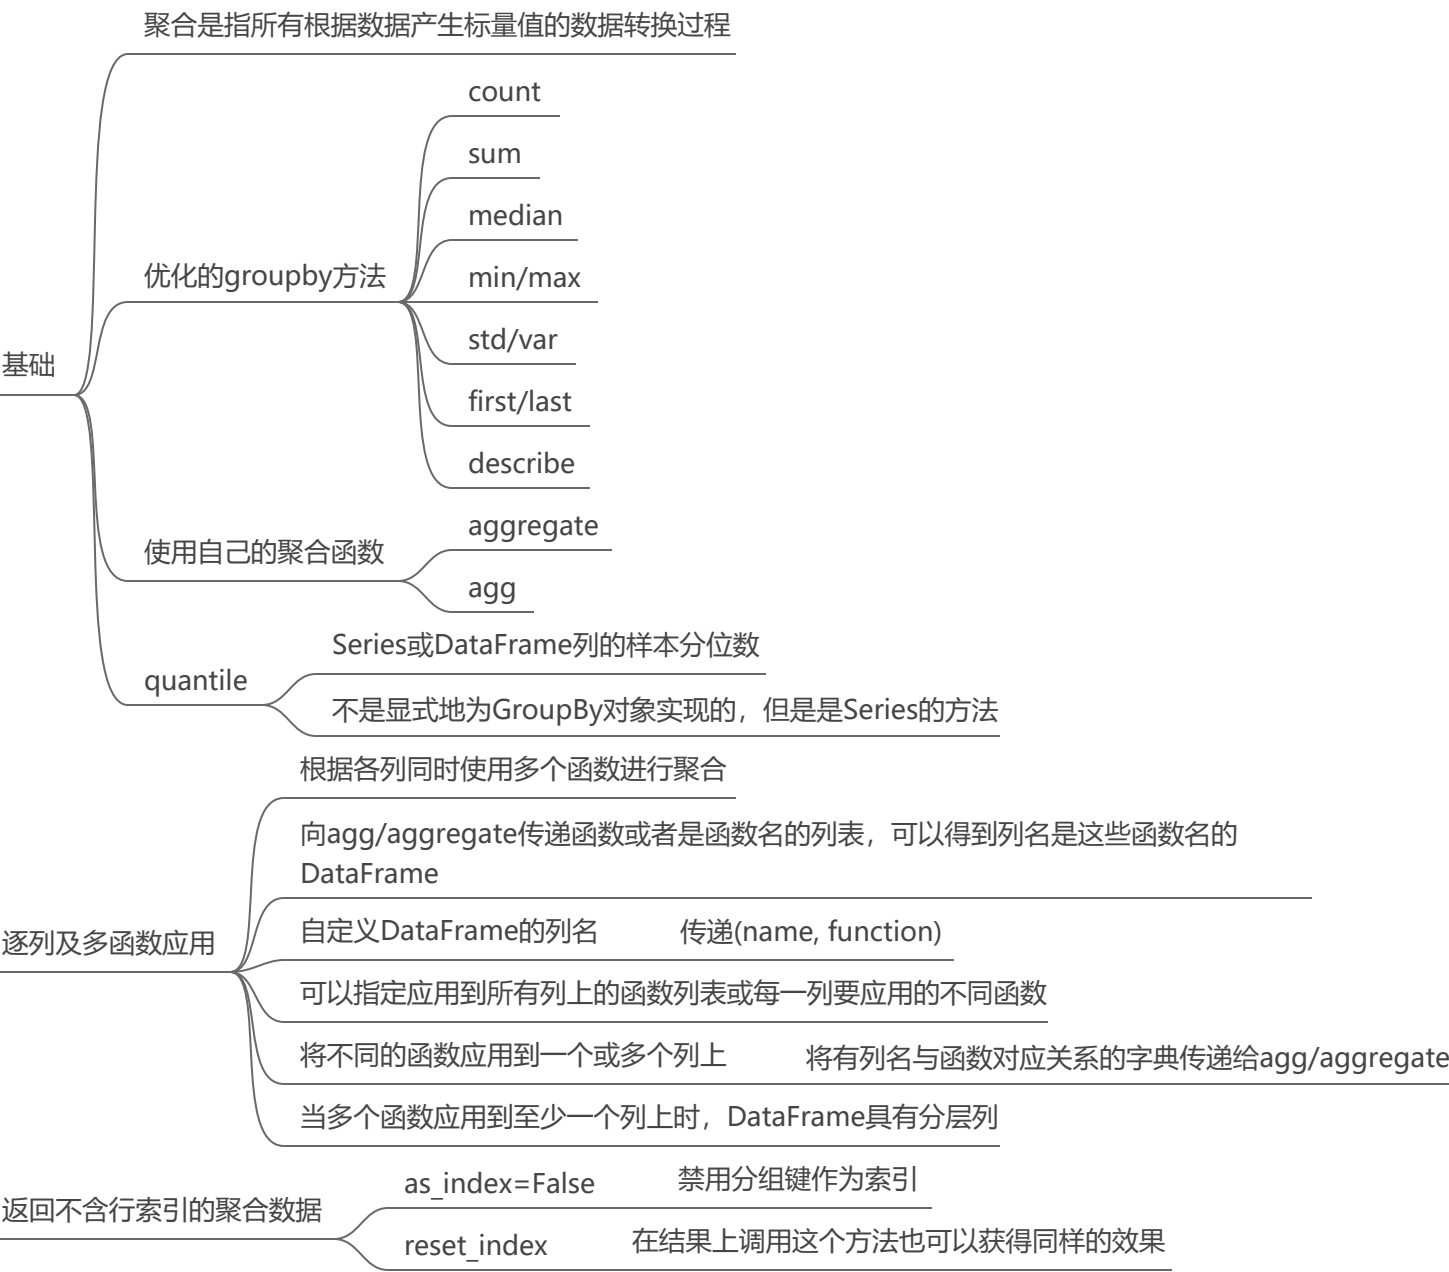 聚合是指所有根据数据产生标量值的数据转换过程
count
sum
median
优化的groupby方法
min/max
std/var
基础
first/last
describe
aggregate
使用自己的聚合函数
agg
Series或DataFrame列的样本分位数
quantile
不是显式地为GroupBy对象实现的，但是是Series的方法
根据各列同时使用多个函数进行聚合
向agg/aggregate传递函数或者是函数名的列表，可以得到列名是这些函数名的
DataFrame
逐列及多函数应用
自定义DataFrame的列名 传递(name, function)
可以指定应用到所有列上的函数列表或每一列要应用的不同函数
将不同的函数应用到一个或多个列上 将有列名与函数对应关系的字典传递给agg/aggregate
当多个函数应用到至少一个列上时，DataFrame具有分层列
as_index=False 禁用分组键作为索引
返回不含行索引的聚合数据
reset_index 在结果上调用这个方法也可以获得同样的效果